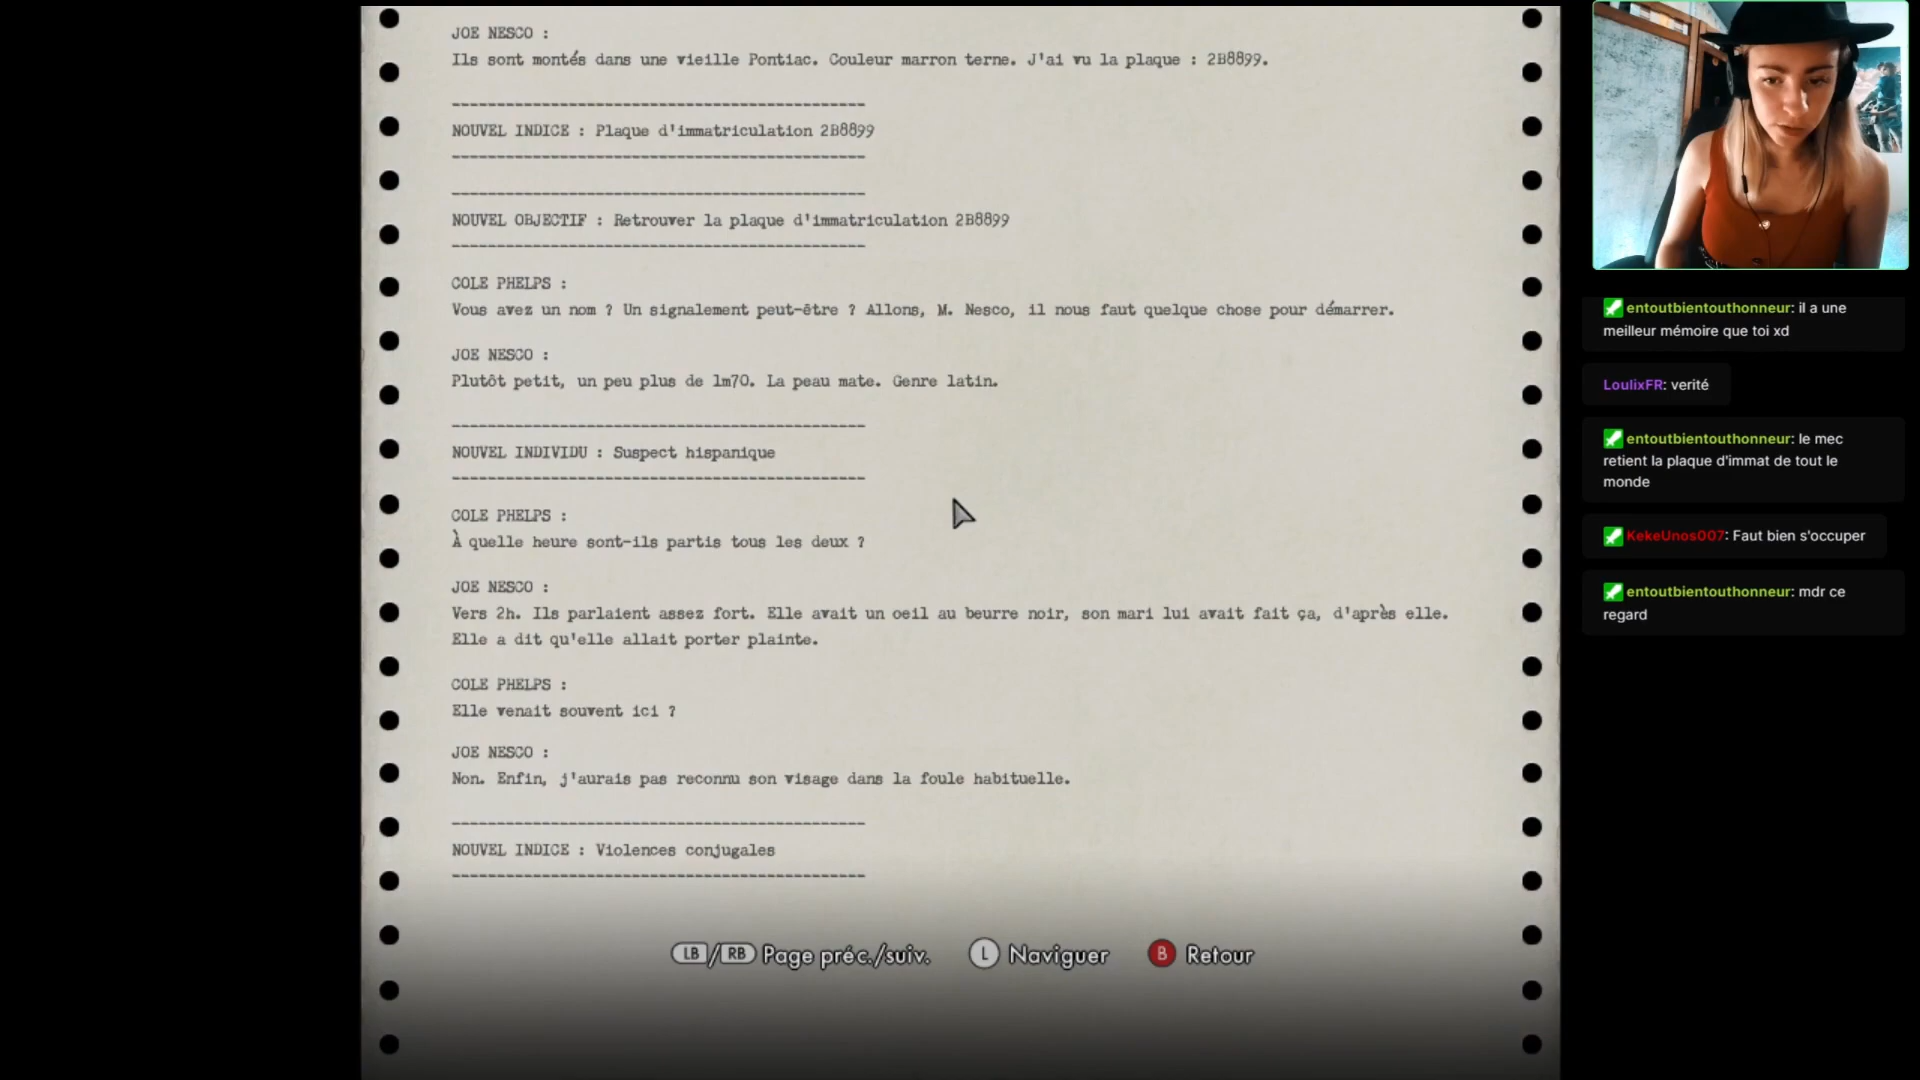 JOE NESCO :
Ils sont montés dans une vieille Pontiac. Couleur marron terne. J'ai vu la plaque : 2B8899.
NOUVEL INDICE : Plaque d'immatriculation 2B8899
NOUVEL OBJECTIF : Retrouver la plaque d'immatriculation 2B8899
COLE PHELPS :
Vous avez un nom ? Un signalement peut-être ? Allons, M. Nesco, il nous faut quelque chose pour démarrer.
JOE NESCO :
Plutôt petit, un peu plus de 1m70. La peau mate. Genre latin.
NOUVEL INDIVIDU : Suspect hispanique
COLE PHELPS :
À quelle heure sont-ils partis tous les deux ?
JOE NESCO :
Vers 2h. Ils parlaient assez fort. Elle avait un oeil au beurre noir, son mari lui avait fait ça, d'après elle.
Elle a dit qu'elle allait porter plainte.
COLE PHELPS :
Elle venait souvent ici ?
JOE NESCO :
Non. Enfin, j'aurais pas reconnu son visage dans la foule habituelle.
NOUVEL INDICE : Violences conjugales
LB/RB Page préc./suiv. L Naviguer B Retour
entoutbientouthonneur: il a une
meilleur mémoire que toi xd
LoulixFR: verité
entoutbientouthonneur: le mec
retient la plaque d'immat de tout le
monde
KekeUnos007: Faut bien s'occuper
entoutbientouthonneur: mdr ce
regard